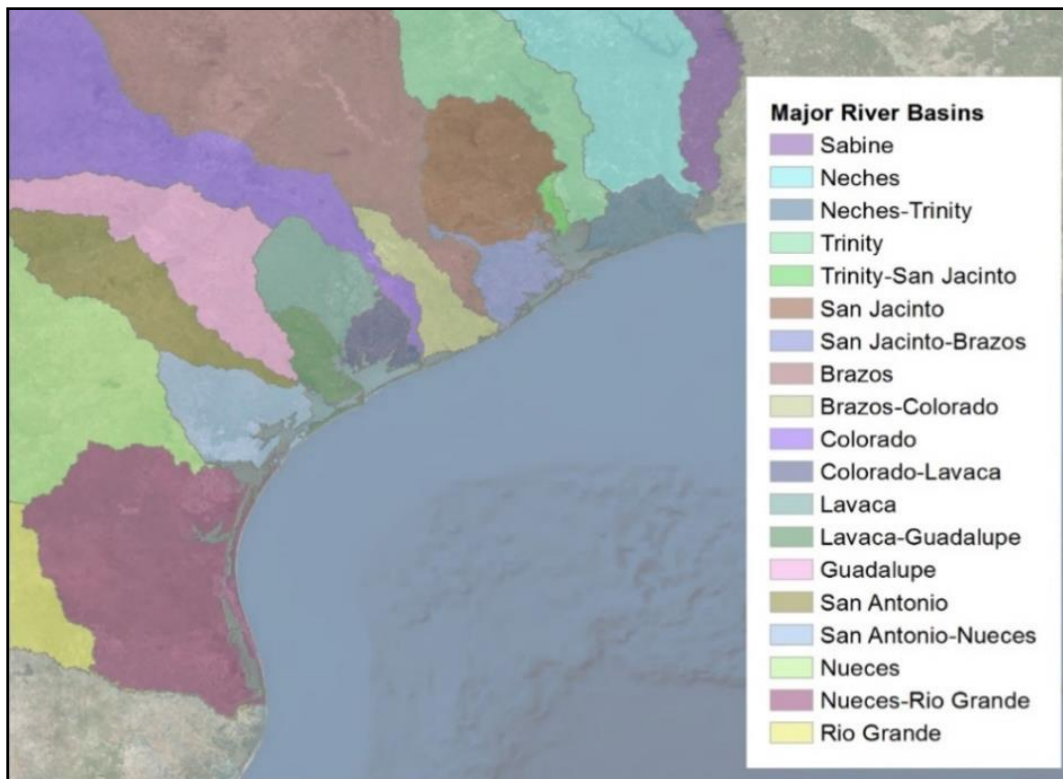 Major River Basins
Sabine
Neches
Neches-Trinity
Trinity
Trinity-San Jacinto
San Jacinto
San Jacinto-Brazos
Brazos
Brazos-Colorado
Colorado
Colorado-Lavaca
Lavaca
Lavaca-Guadalupe
Guadalupe
San Antonio
San Antonio-Nueces
Nueces
Nueces-Rio Grande
Rio Grande